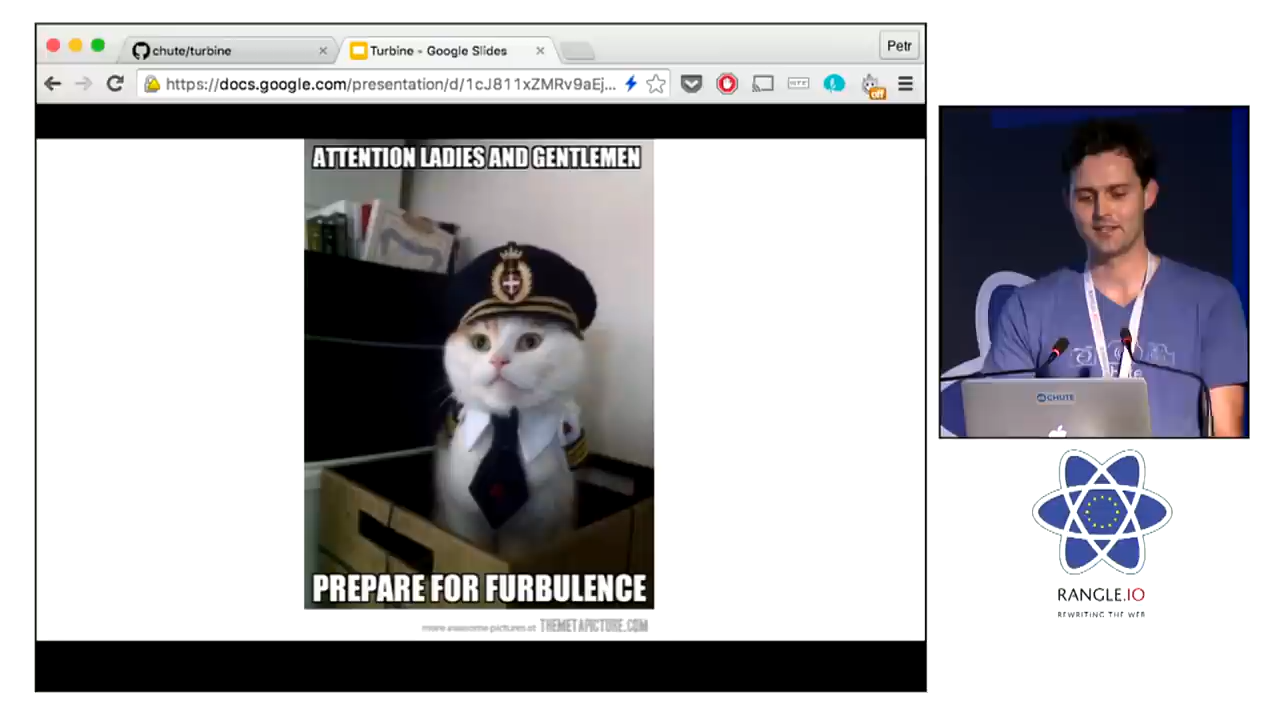 chute/turbine
Turbine - Google Slides
Petr
https://docs.google.com/presentation/d/1cJ811xZMRv9aEj...
off
ATTENTION LADIES AND GENTLEMEN
PREPARE FOR FURBULENCE
more awesome pictures at THEMETAPICTURE.COM
CHUTE
RANGLE.IO
REWRITING THE WEB